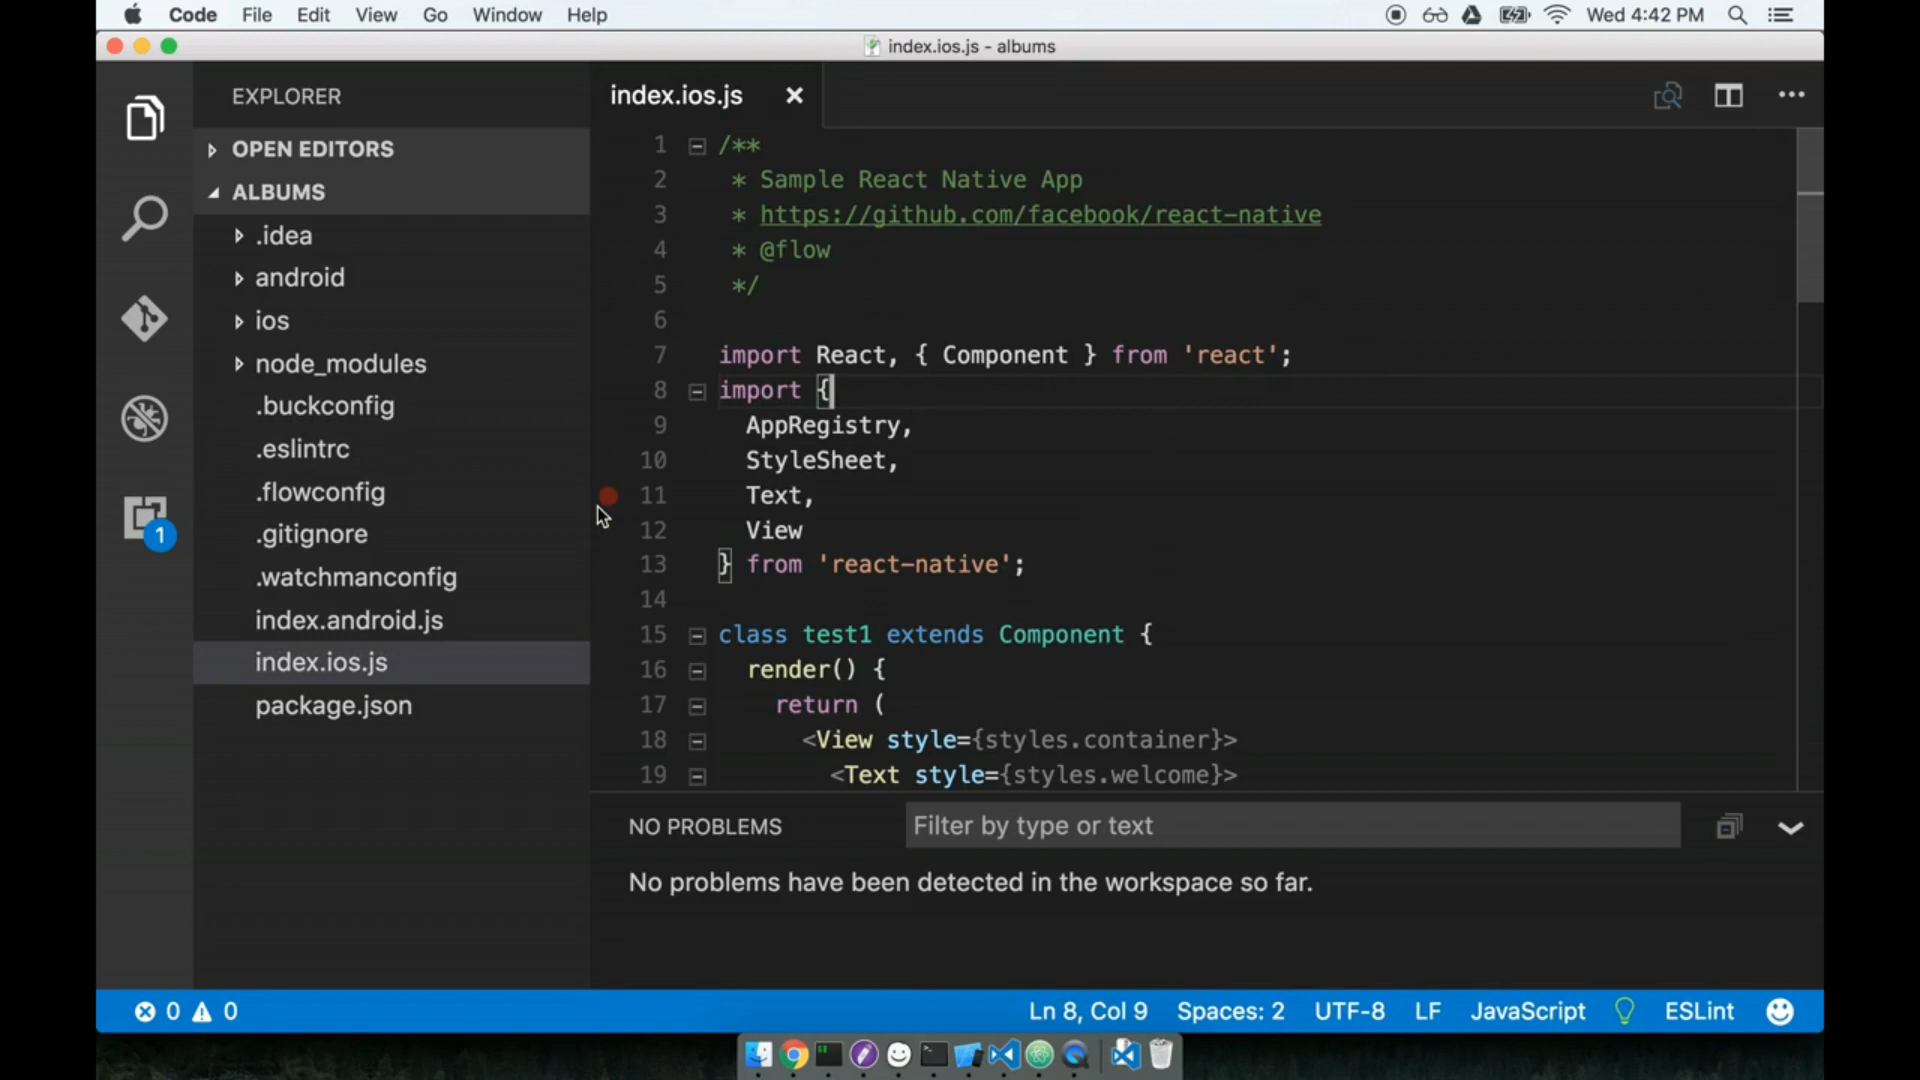 Code File Edit View Go Window Help
Wed 4:42 PM
index.ios.js - albums
EXPLORER
OPEN EDITORS
ALBUMS
.idea
android
ios
node_modules
.buckconfig
.eslintrc
.flowconfig
.gitignore
.watchmanconfig
index.android.js
index.ios.js
package.json
1
index.ios.js
1 /**
2 * Sample React Native App
3 * https://github.com/facebook/react-native
4 * @flow
5 */
6
7 import React, { Component } from 'react';
8 import {
9 AppRegistry,
10 StyleSheet,
11 Text,
12 View
13 } from 'react-native';
14
15 class test1 extends Component {
16 render() {
17 return (
18 <View style={styles.container}>
19 <Text style={styles.welcome}>
NO PROBLEMS
Filter by type or text
No problems have been detected in the workspace so far.
0 0
Ln 8, Col 9 Spaces: 2 UTF-8 LF JavaScript ESLint